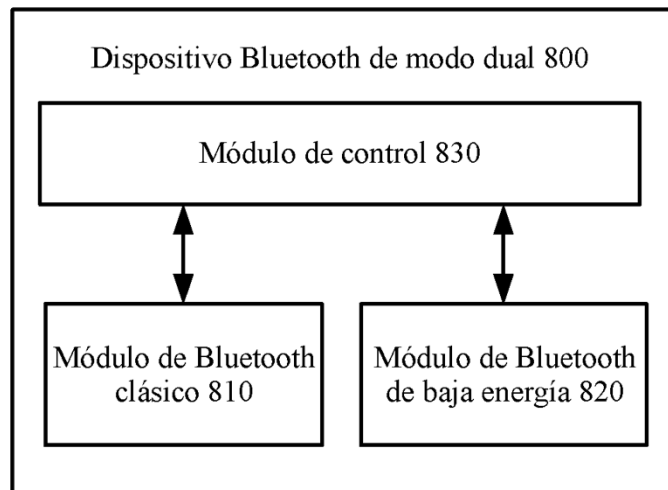 Dispositivo Bluetooth de modo dual 800
Módulo de control 830
Módulo de Bluetooth
clásico 810
Módulo de Bluetooth
de baja energía 820